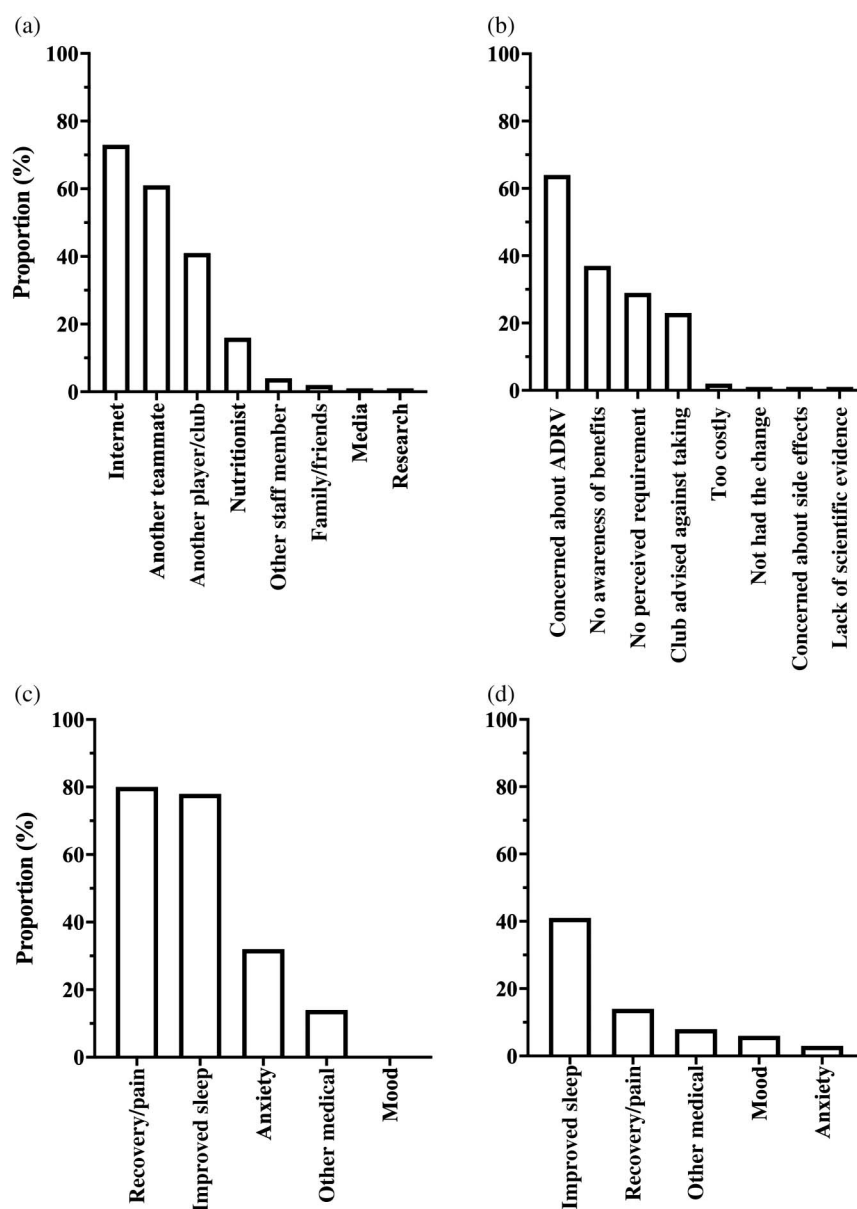 (a)
Proportion (%)
100
80
60
40
20
0
Internet
Another teammate
Another player/club
Nutritionist
Other staff member
Family/friends
Media
Research
(b)
100
80
60
40
20
0
Concerned about ADRV
No awareness of benefits
No perceived requirement
Club advised against taking
Too costly
Not had the change
Concerned about side effects
Lack of scientific evidence
(c)
Proportion (%)
100
80
60
40
20
0
Recovery/pain
Improved sleep
Anxiety
Other medical
Mood
(d)
100
80
60
40
20
0
Improved sleep
Recovery/pain
Other medical
Mood
Anxiety